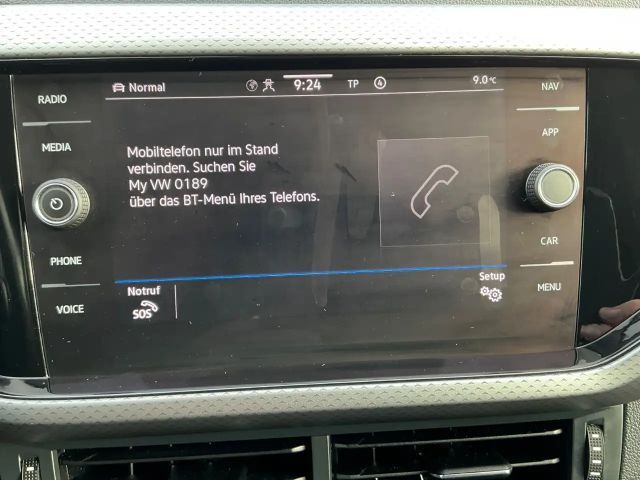 RADIO
MEDIA
PHONE
VOICE
Normal 9:24 TP 4 9.0°C
Mobiltelefon nur im Stand
verbinden. Suchen Sie
My VW 0189
über das BT-Menü Ihres Telefons.
Notruf
SOS
Setup
NAV
APP
CAR
MENU